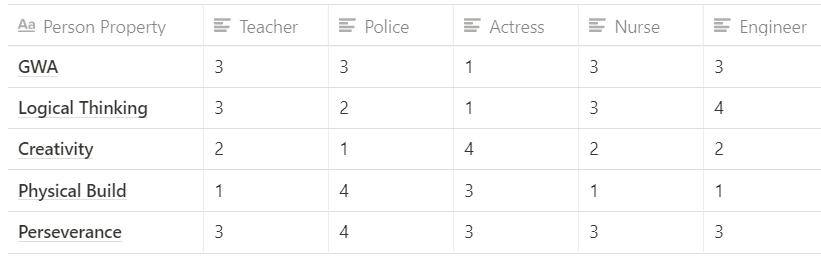 Aa Person Property Teacher Police Actress Nurse Engineer
GWA 3 3 1 3 3
Logical Thinking 3 2 1 3 4
Creativity 2 1 4 2 2
Physical Build 1 4 3 1 1
Perseverance 3 4 3 3 3